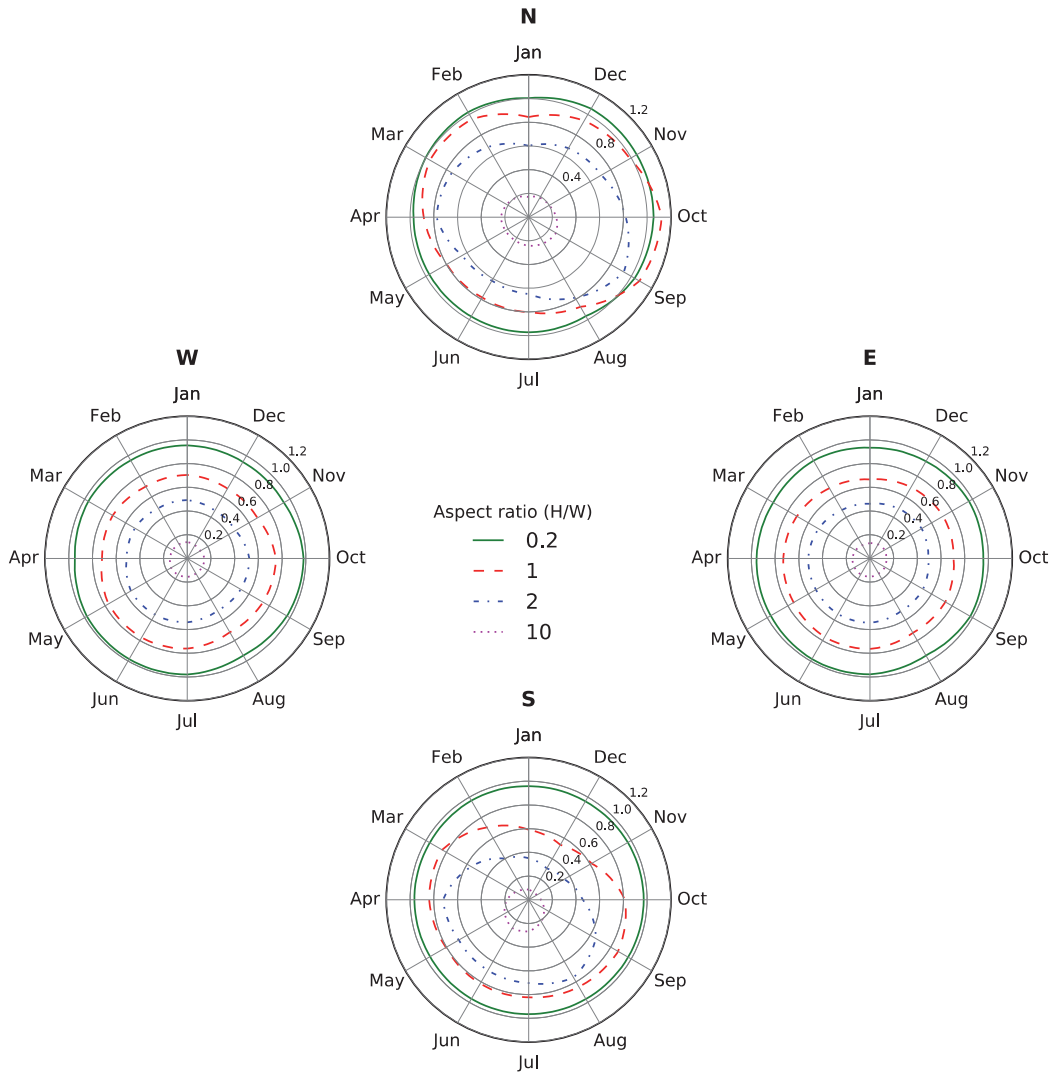 N
Jan
Feb Dec
1.2
Mar Nov
0.8
0.4
Apr Oct
May Sep
Jun Aug
Jul
W
Jan
Feb Dec
1.2
1.0
Mar Nov
0.8
0.6
0.4
0.2
Apr Oct
May Sep
Jun Aug
Jul
E
Jan
Feb Dec
1.2
1.0
Mar Nov
0.8
0.6
0.4
0.2
Apr Oct
May Sep
Jun Aug
Jul
Aspect ratio (H/W)
0.2
1
2
10
S
Jan
Feb Dec
1.2
1.0
Mar Nov
0.8
0.6
0.4
0.2
Apr Oct
May Sep
Jun Aug
Jul